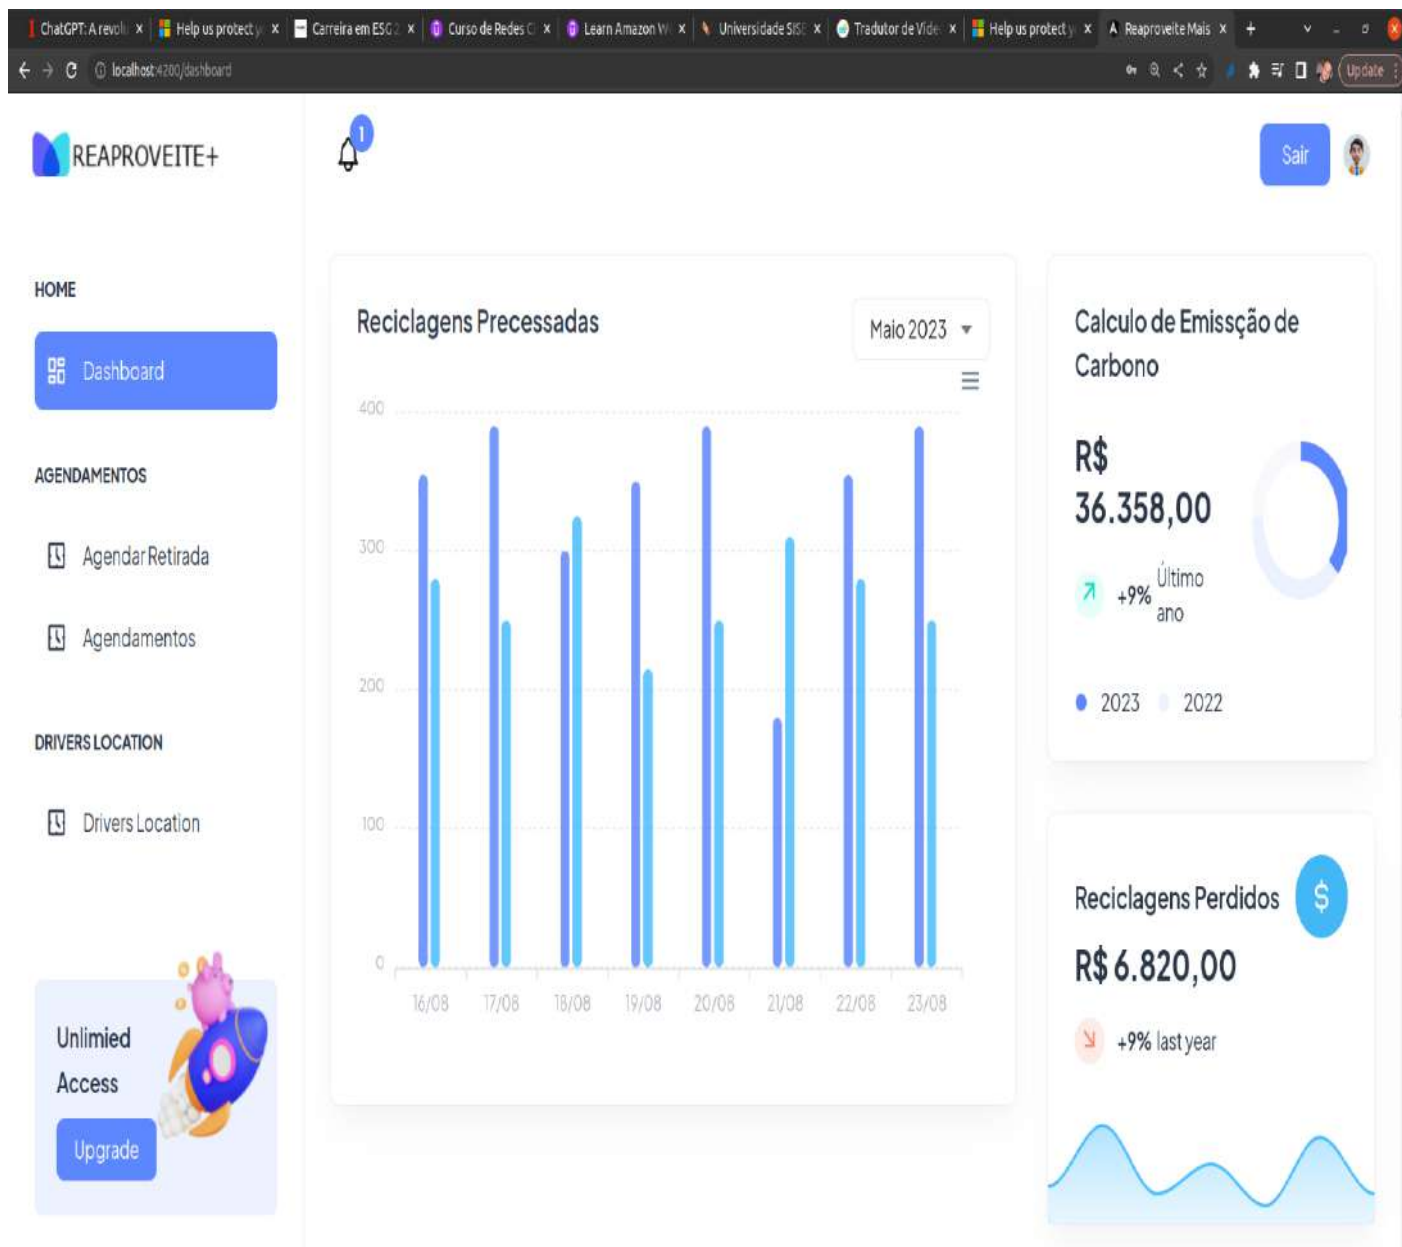 ChatGPT: A revolu
Help us protect y
Carreira em ESG 2
Curso de Redes C
Learn Amazon W
Universidade SISE
Tradutor de Víde
Help us protect y
Reaproveite Mais
localhost:4200/dashboard
Update
REAPROVEITE+
1
Sair
HOME
Dashboard
AGENDAMENTOS
Agendar Retirada
Agendamentos
DRIVERS LOCATION
Drivers Location
Unlimied
Access
Upgrade
Reciclagens Precessadas
Maio 2023
400
300
200
100
0
16/08 17/08 18/08 19/08 20/08 21/08 22/08 23/08
Calculo de Emissção de
Carbono
R$
36.358,00
+9% Último
ano
2023 2022
Reciclagens Perdidos
$
R$ 6.820,00
+9% last year